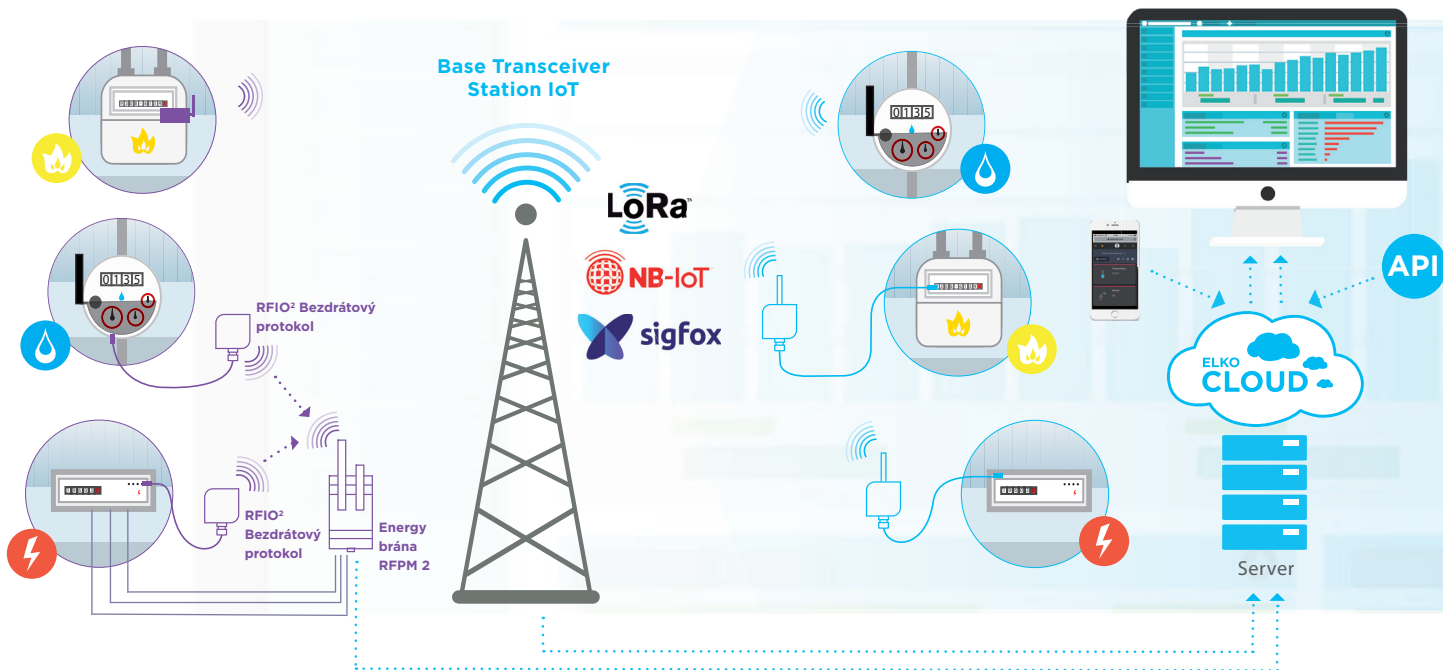 Base Transceiver
Station IoT
LoRa™
NB-IoT
sigfox
0135
0135
RFIO² Bezdrátový
protokol
RFIO²
Bezdrátový
protokol
Energy
brána
RFPM 2
API
ELKO
CLOUD
Server